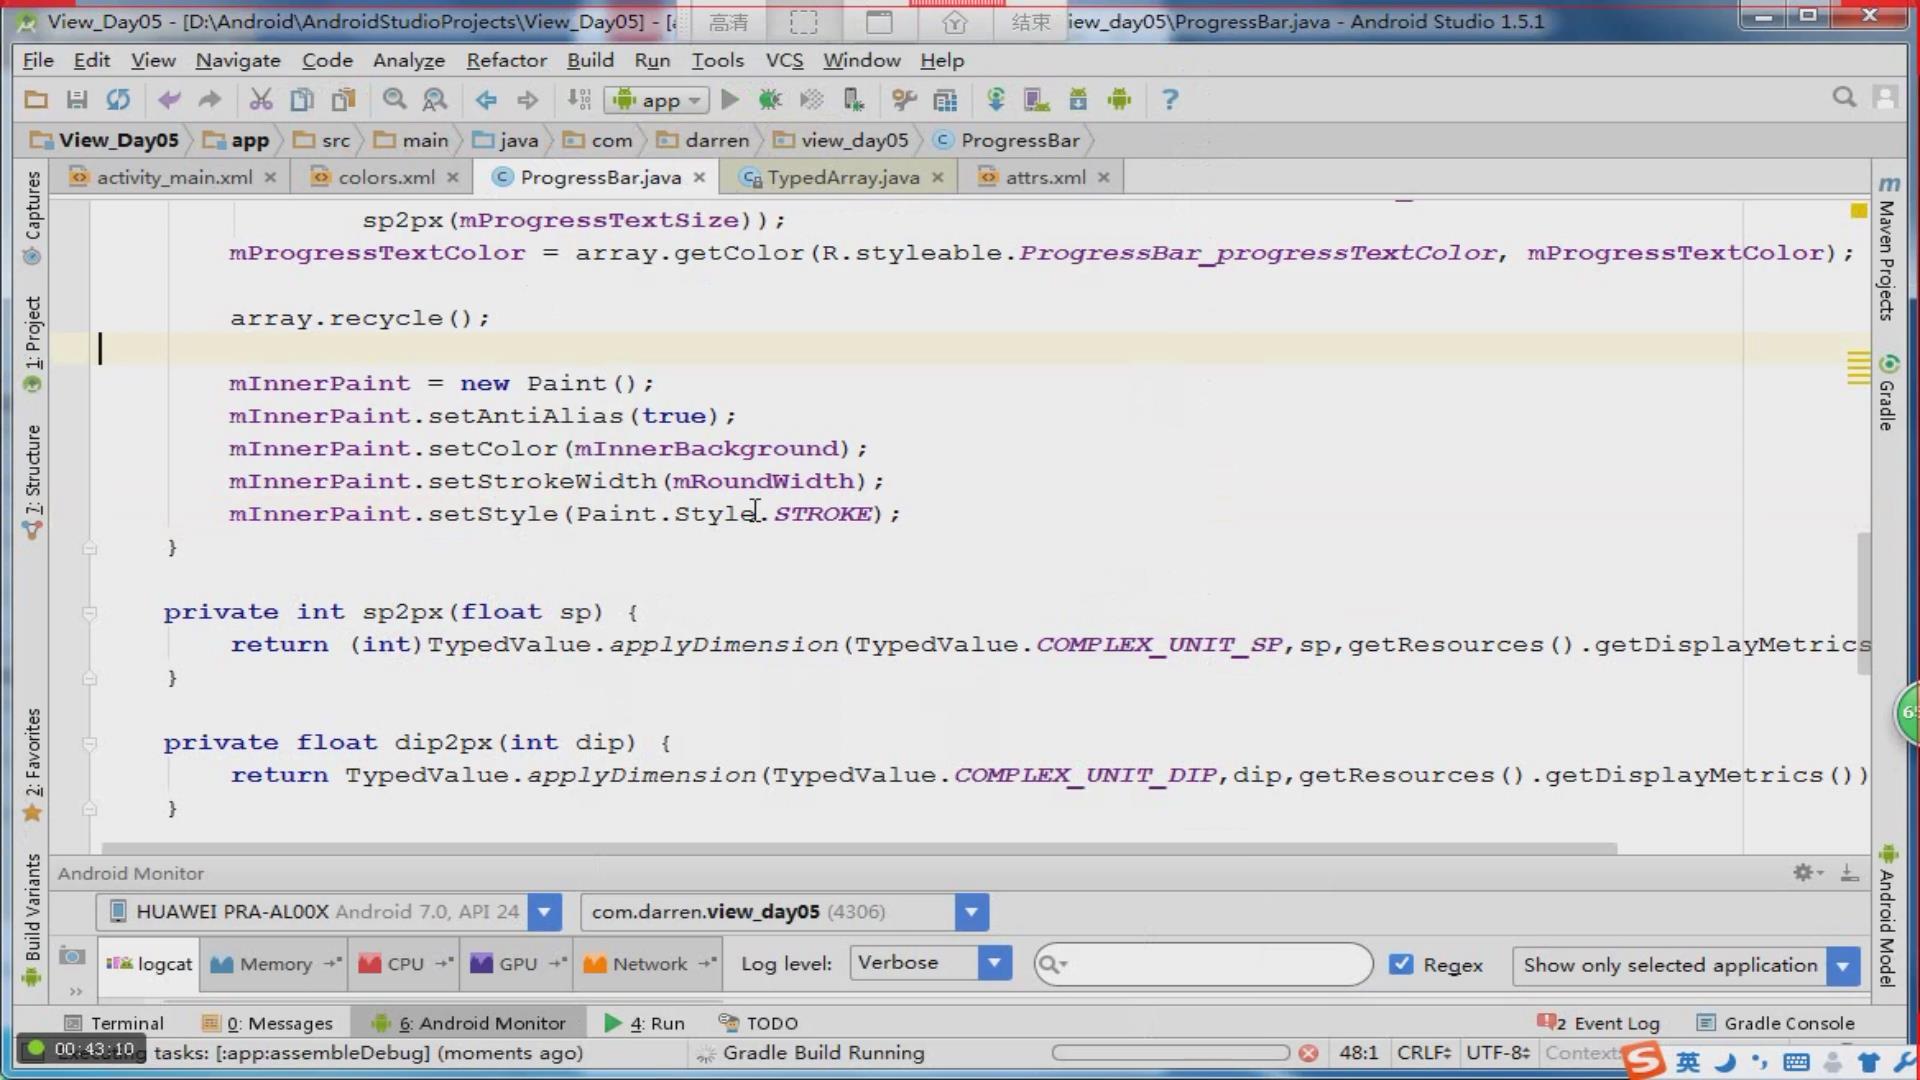 View_Day05 - [D:\Android\AndroidStudioProjects\View_Day05] - [a
高清
结束
iew_day05\ProgressBar.java - Android Studio 1.5.1
File Edit View Navigate Code Analyze Refactor Build Run Tools VCS Window Help
app
View_Day05 app src main java com darren view_day05 ProgressBar
activity_main.xml colors.xml ProgressBar.java TypedArray.java attrs.xml
sp2px(mProgressTextSize));
mProgressTextColor = array.getColor(R.styleable.ProgressBar_progressTextColor, mProgressTextColor);
array.recycle();
mInnerPaint = new Paint();
mInnerPaint.setAntiAlias(true);
mInnerPaint.setColor(mInnerBackground);
mInnerPaint.setStrokeWidth(mRoundWidth);
mInnerPaint.setStyle(Paint.Style.STROKE);
}
private int sp2px(float sp) {
return (int)TypedValue.applyDimension(TypedValue.COMPLEX_UNIT_SP,sp,getResources().getDisplayMetrics
}
private float dip2px(int dip) {
return TypedValue.applyDimension(TypedValue.COMPLEX_UNIT_DIP,dip,getResources().getDisplayMetrics())
}
Captures
1: Project
7: Structure
2: Favorites
Build Variants
Maven Projects
Gradle
Android Model
65
Android Monitor
HUAWEI PRA-AL00X Android 7.0, API 24
com.darren.view_day05 (4306)
logcat Memory CPU GPU Network Log level: Verbose Regex Show only selected application
Terminal 0: Messages 6: Android Monitor 4: Run TODO 2 Event Log Gradle Console
00:43:10 tasks: [:app:assembleDebug] (moments ago) Gradle Build Running 48:1 CRLF UTF-8 Context:
英